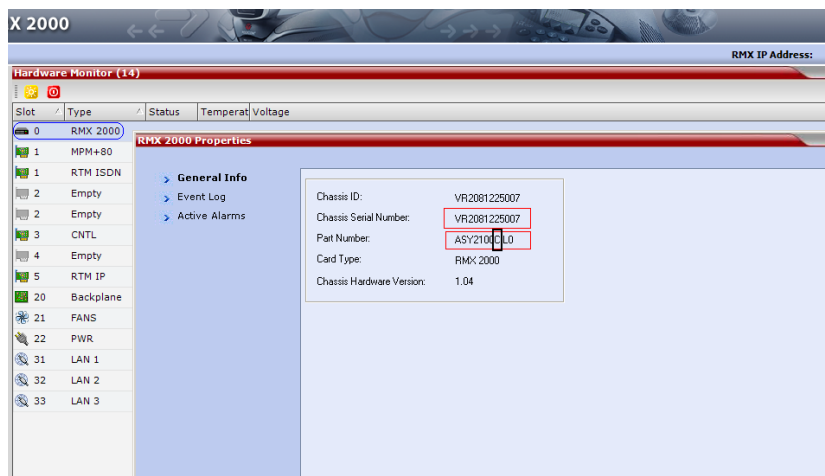 X 2000
RMX IP Address:
Hardware Monitor (14)
Slot Type Status Temperat Voltage
0 RMX 2000
RMX 2000 Properties
1 MPM+80
1 RTM ISDN
2 Empty
2 Empty
3 CNTL
4 Empty
5 RTM IP
20 Backplane
21 FANS
22 PWR
31 LAN 1
32 LAN 2
33 LAN 3
General Info
Event Log
Active Alarms
Chassis ID: VR2081225007
Chassis Serial Number: VR2081225007
Part Number: ASY2100C L0
Card Type: RMX 2000
Chassis Hardware Version: 1.04